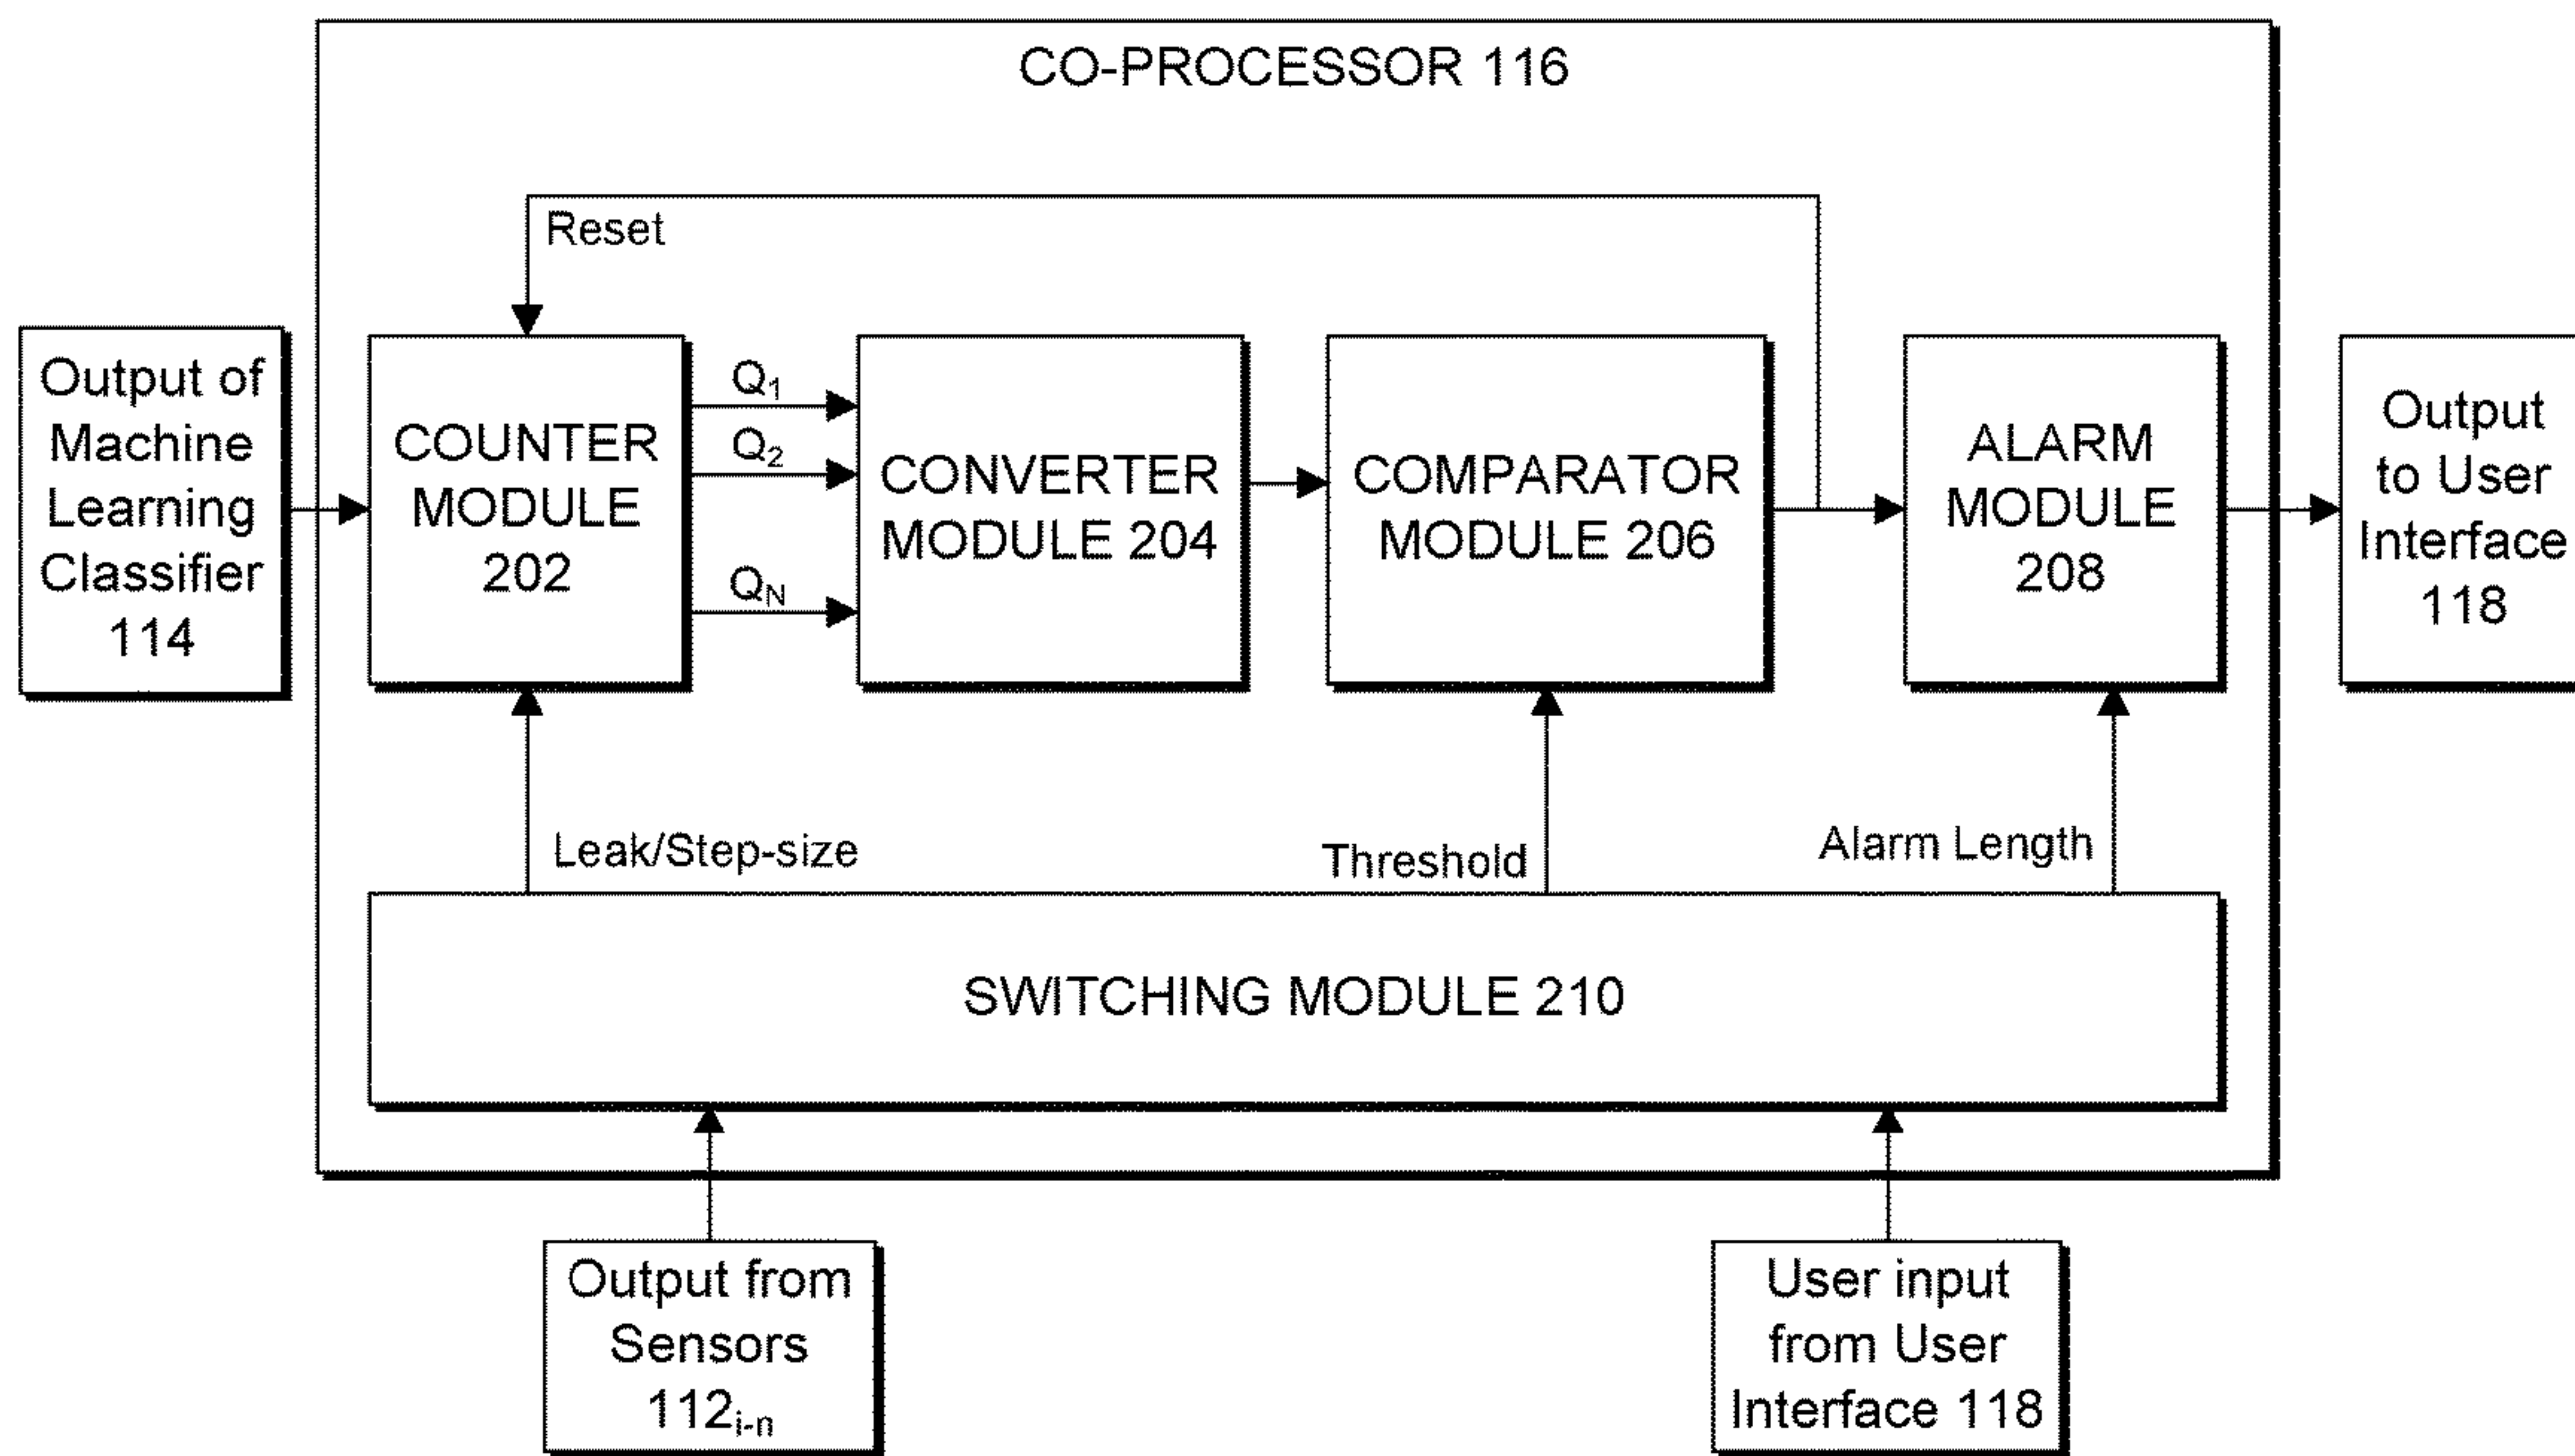 CO-PROCESSOR 116
Reset
Output of
Machine
Learning
Classifier
114
COUNTER
MODULE
202
Q1
Q2
QN
CONVERTER
MODULE 204
COMPARATOR
MODULE 206
ALARM
MODULE
208
Output
to User
Interface
118
Leak/Step-size
Threshold
Alarm Length
SWITCHING MODULE 210
Output from
Sensors
112i-n
User input
from User
Interface 118